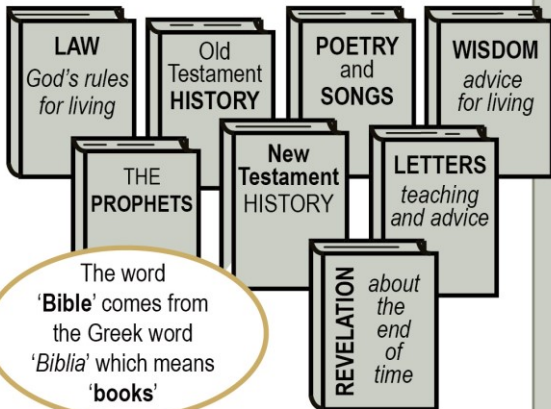 LAW
God's rules
for living
Old
Testament
HISTORY
POETRY
and
SONGS
WISDOM
advice
for living
THE
PROPHETS
New
Testament
HISTORY
LETTERS
teaching
and advice
REVELATION
about
the
end
of
time
The word
‘Bible’ comes from
the Greek word
‘Biblia’ which means
‘books’